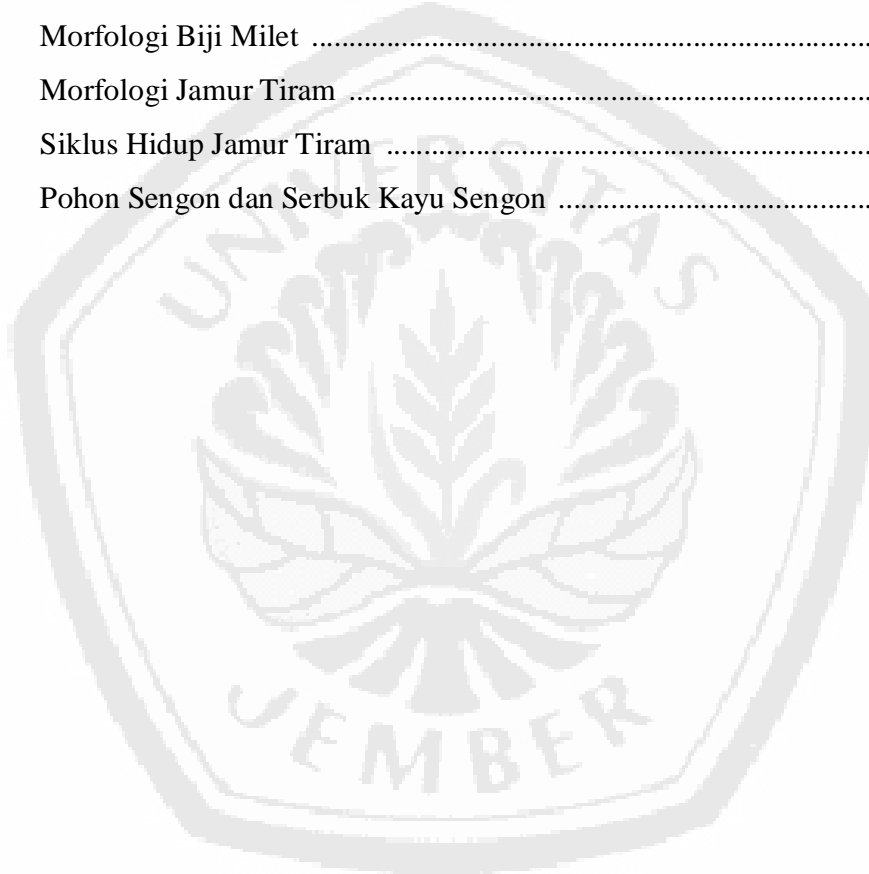 Morfologi Biji Milet ..............................................................
Morfologi Jamur Tiram ..........................................................
Siklus Hidup Jamur Tiram ......................................................
Pohon Sengon dan Serbuk Kayu Sengon ...................................
UNIVERSITAS
JEMBER